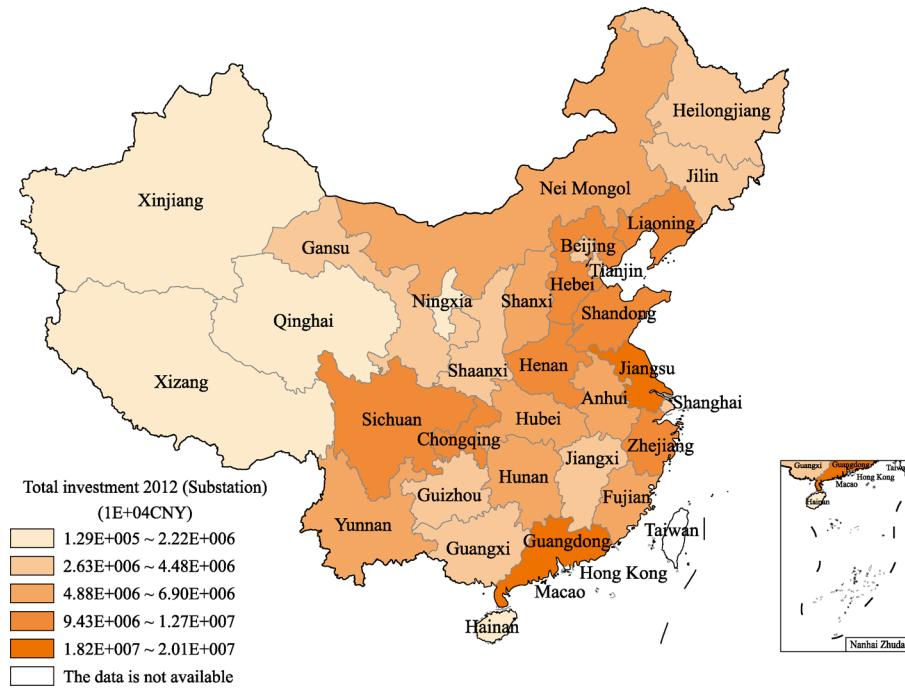 Heilongjiang
Jilin
Nei Mongol
Xinjiang
Liaoning
Gansu
Beijing
Tianjin
Hebei
Ningxia
Shanxi
Qinghai
Shandong
Xizang
Shaanxi
Henan
Jiangsu
Anhui
Shanghai
Sichuan
Hubei
Chongqing
Zhejiang
Jiangxi
Hunan
Guizhou
Fujian
Yunnan
Taiwan
Guangxi
Guangdong
Hong Kong
Macao
Hainan
Total investment 2012 (Substation)
(1E+04CNY)
1.29E+005 ~ 2.22E+006
2.63E+006 ~ 4.48E+006
4.88E+006 ~ 6.90E+006
9.43E+006 ~ 1.27E+007
1.82E+007 ~ 2.01E+007
The data is not available
Guangxi
Guangdong
Taiwan
Hong Kong
Macao
Hainan
Nanhai Zhudao